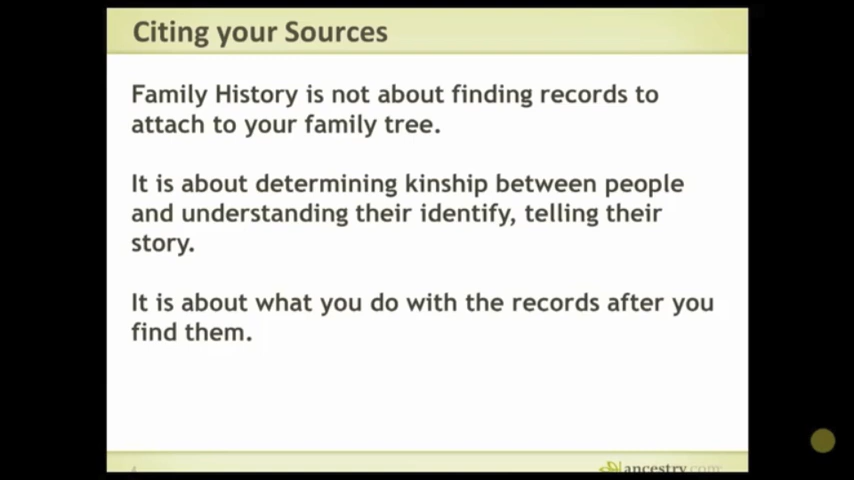 Citing your Sources
Family History is not about finding records to
attach to your family tree.
It is about determining kinship between people
and understanding their identify, telling their
story.
It is about what you do with the records after you
find them.
4
ancestry.com